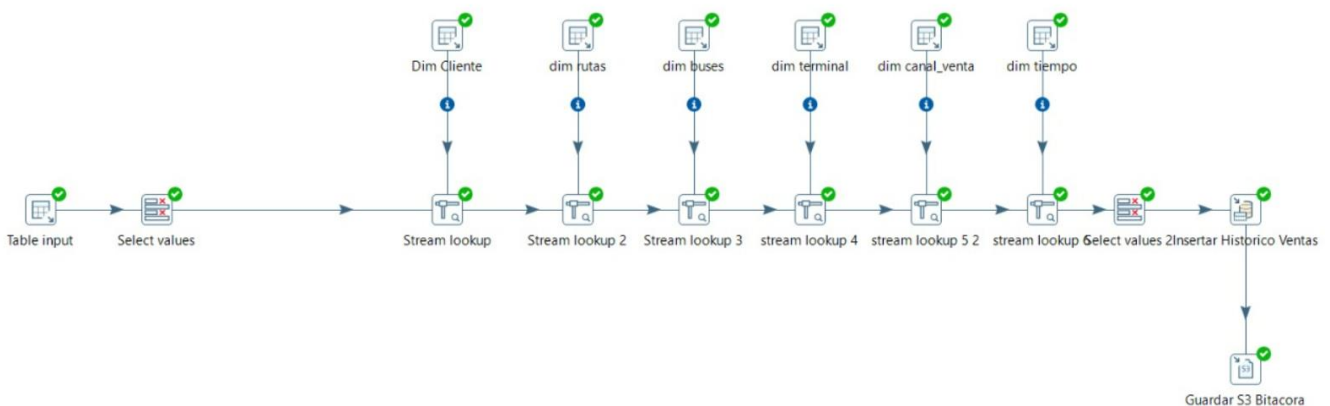 Dim Cliente
dim rutas
dim buses
dim terminal
dim canal_venta
dim tiempo
Table input
Select values
Stream lookup
Stream lookup 2
Stream lookup 3
stream lookup 4
stream lookup 5 2
stream lookup 6
Select values 2
Insertar Historico Ventas
S3
Guardar S3 Bitacora